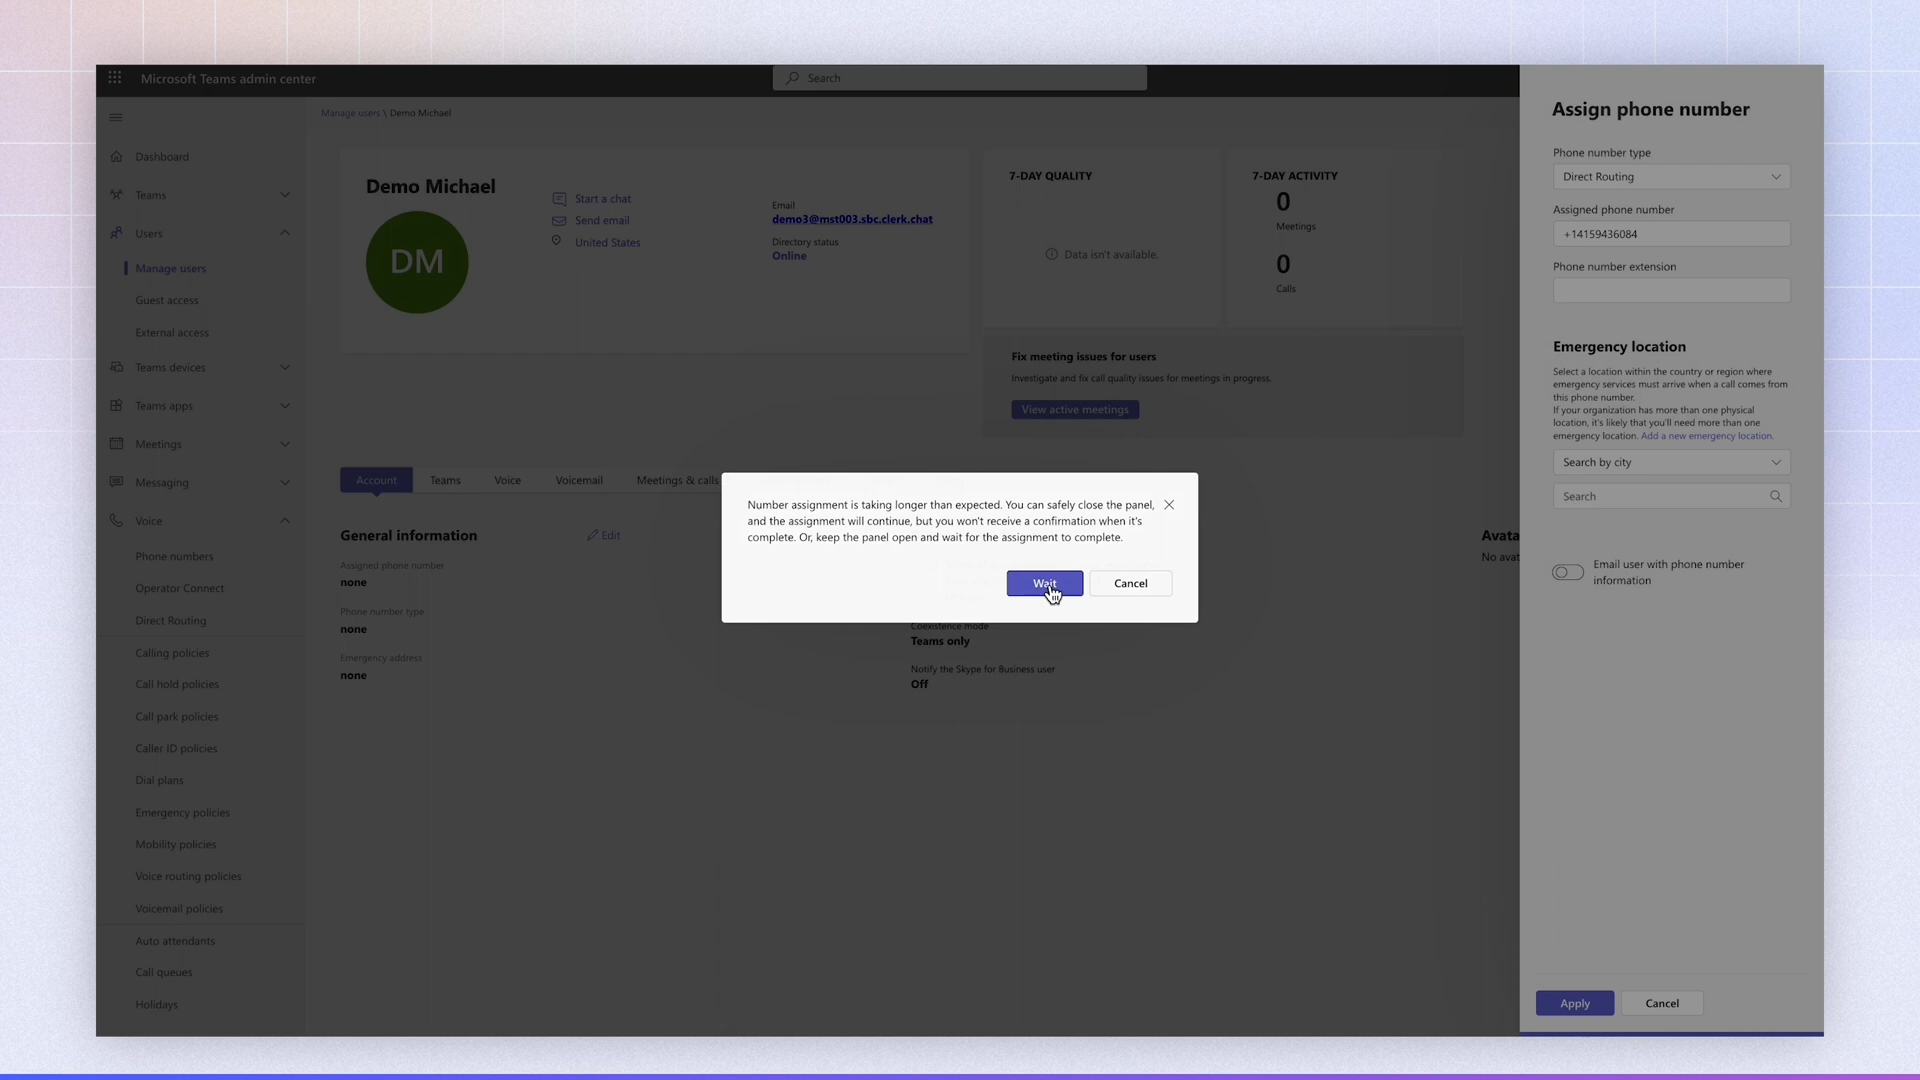 Microsoft Teams admin center
Search
Manage users \ Demo Michael
Dashboard
Teams
Users
Manage users
Guest access
External access
Teams devices
Teams apps
Meetings
Messaging
Voice
Phone numbers
Operator Connect
Direct Routing
Calling policies
Call hold policies
Call park policies
Caller ID policies
Dial plans
Emergency policies
Mobility policies
Voice routing policies
Voicemail policies
Auto attendants
Call queues
Holidays
Demo Michael
DM
Start a chat
Send email
United States
Email
demo3@mst003.sbc.clerk.chat
Directory status
Online
7-DAY QUALITY
Data isn't available.
7-DAY ACTIVITY
0
Meetings
0
Calls
Fix meeting issues for users
Investigate and fix call quality issues for meetings in progress.
View active meetings
Account
Teams
Voice
Voicemail
Meetings & calls
General information
Edit
Assigned phone number
none
Phone number type
none
Emergency address
none
Coexistence mode
Teams only
Notify the Skype for Business user
Off
Avata
No avat
Number assignment is taking longer than expected. You can safely close the panel,
and the assignment will continue, but you won't receive a confirmation when it's
complete. Or, keep the panel open and wait for the assignment to complete.
Wait
Cancel
Assign phone number
Phone number type
Direct Routing
Assigned phone number
+14159436084
Phone number extension
Emergency location
Select a location within the country or region where
emergency services must arrive when a call comes from
this phone number.
If your organization has more than one physical
location, it's likely that you'll need more than one
emergency location. Add a new emergency location.
Search by city
Search
Email user with phone number
information
Apply
Cancel